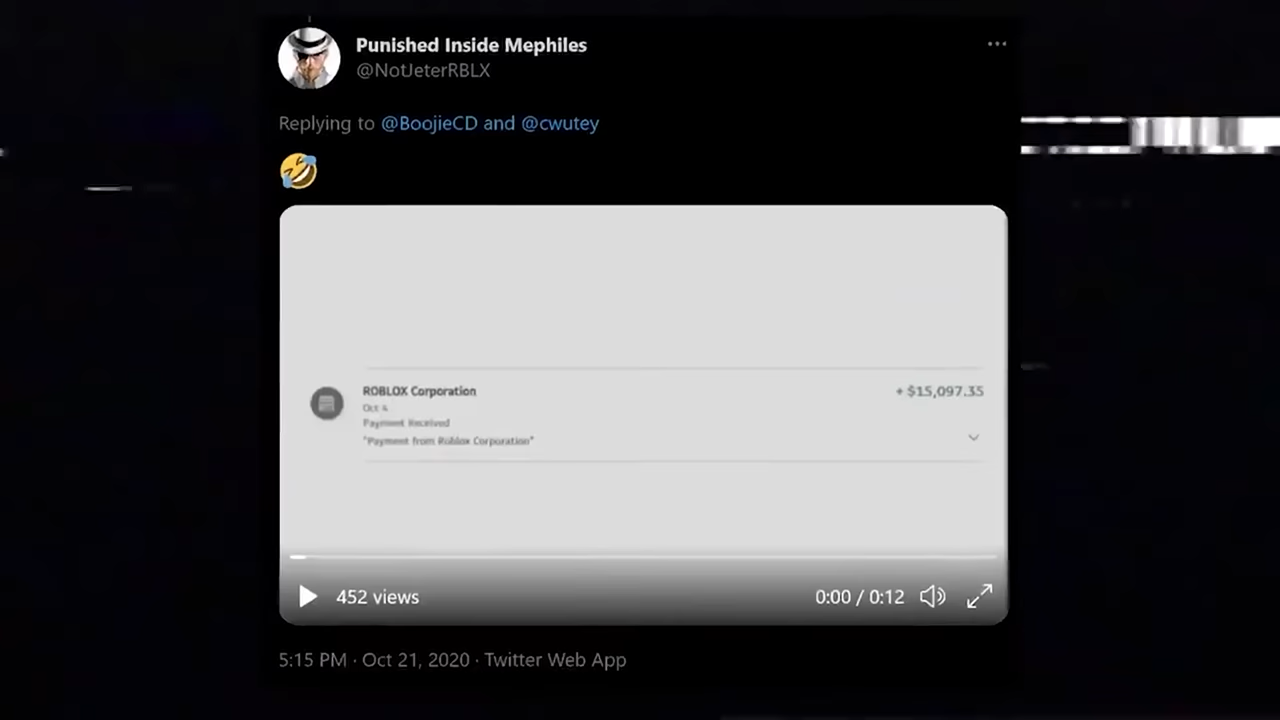 Punished Inside Mephiles
@NotJeterRBLX
Replying to @BoojieCD and @cwutey
ROBLOX Corporation
+ $15,097.35
Oct 4
Payment Received
"Payment from Roblox Corporation"
452 views
0:00 / 0:12
5:15 PM · Oct 21, 2020 · Twitter Web App